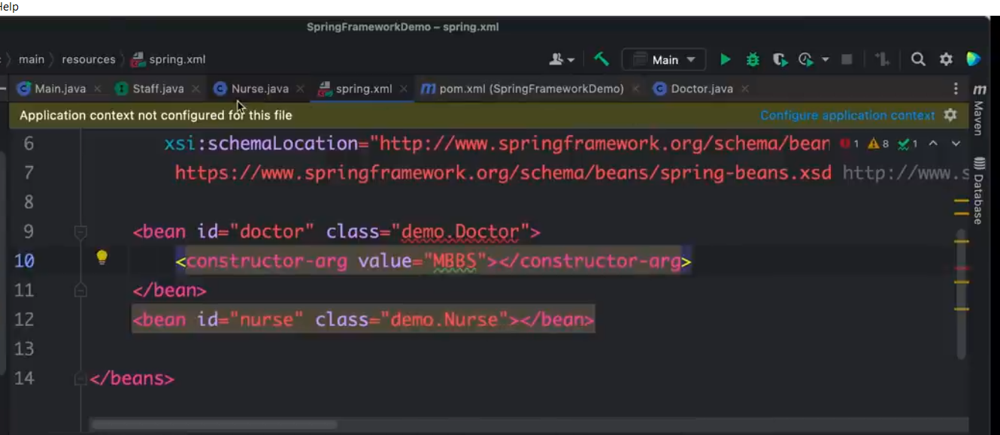 Help
SpringFrameworkDemo – spring.xml
main resources spring.xml
Main
Main.java Staff.java Nurse.java spring.xml pom.xml (SpringFrameworkDemo) Doctor.java
m
Maven
Database
Application context not configured for this file Configure application context
6 xsi:schemaLocation="http://www.springframework.org/schema/bean 1 8 1
7 https://www.springframework.org/schema/beans/spring-beans.xsd http://www.s
8
9 <bean id="doctor" class="demo.Doctor">
10 <constructor-arg value="MBBS"></constructor-arg>
11 </bean>
12 <bean id="nurse" class="demo.Nurse"></bean>
13
14 </beans>